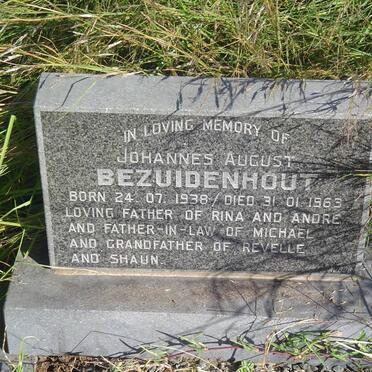 IN LOVING MEMORY OF
JOHANNES AUGUST
BEZUIDENHOUT
BORN 24. 07. 1938 / DIED 31. 01. 1963
LOVING FATHER OF RINA AND ANDRE
AND FATHER-IN-LAW OF MICHAEL
AND GRANDFATHER OF REVELLE
AND SHAUN.